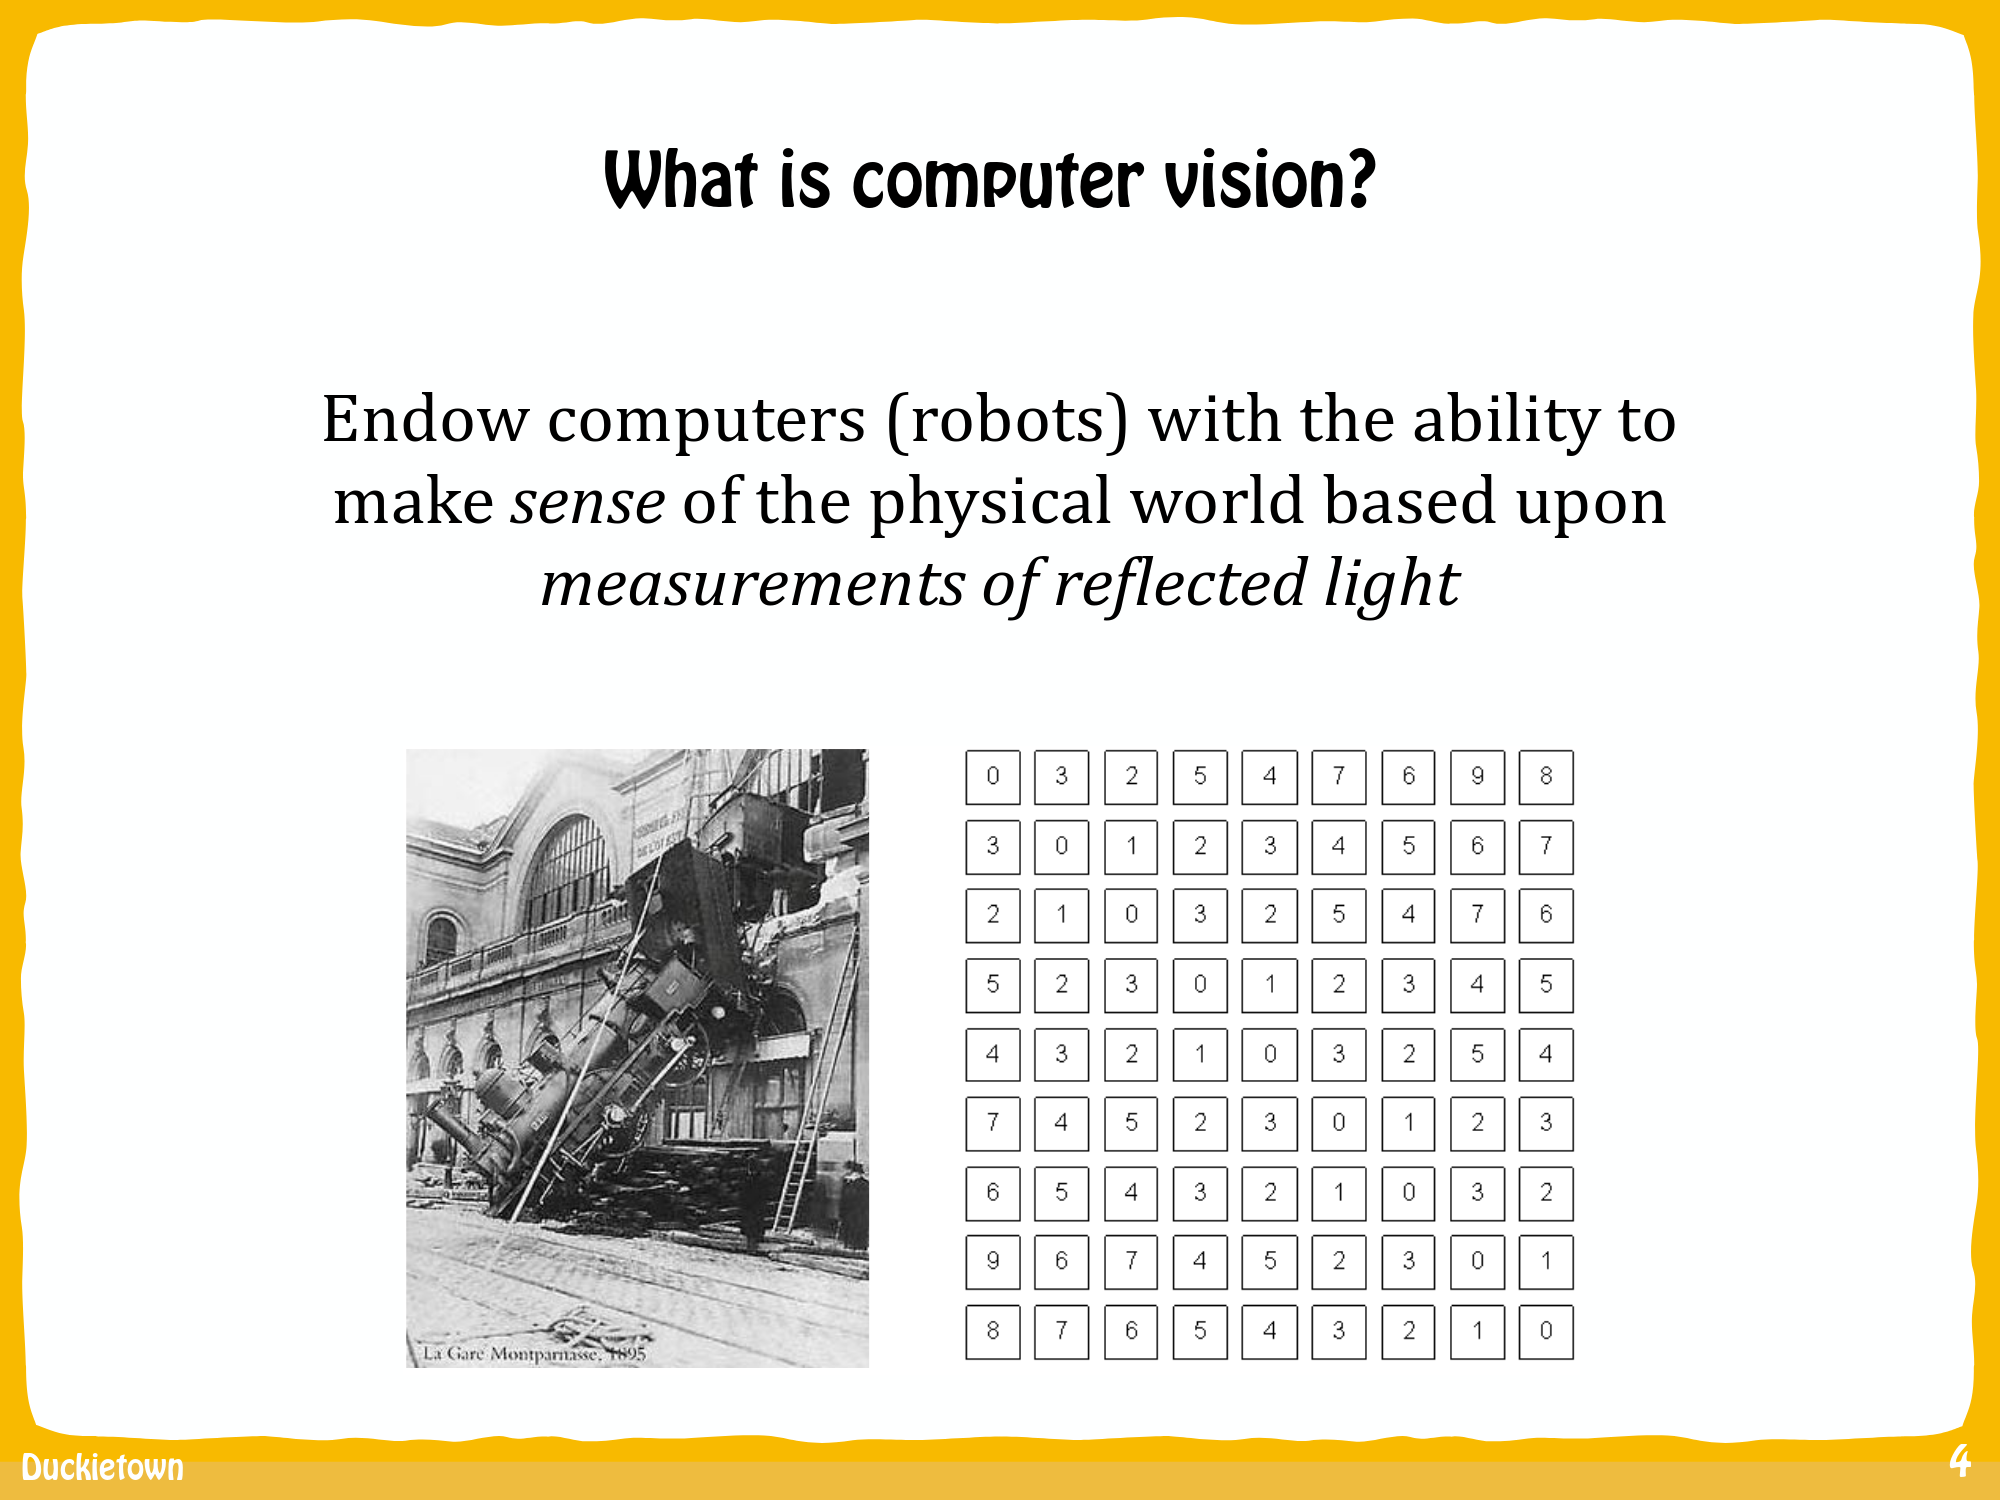 What is computer vision?
Endow computers (robots) with the ability to
make sense of the physical world based upon
measurements of reflected light
0 3 2 5 4 7 6 9 8
3 0 1 2 3 4 5 6 7
2 1 0 3 2 5 4 7 6
5 2 3 0 1 2 3 4 5
4 3 2 1 0 3 2 5 4
7 4 5 2 3 0 1 2 3
6 5 4 3 2 1 0 3 2
9 6 7 4 5 2 3 0 1
8 7 6 5 4 3 2 1 0
La Gare Montparnasse, 1895
Duckietown
4